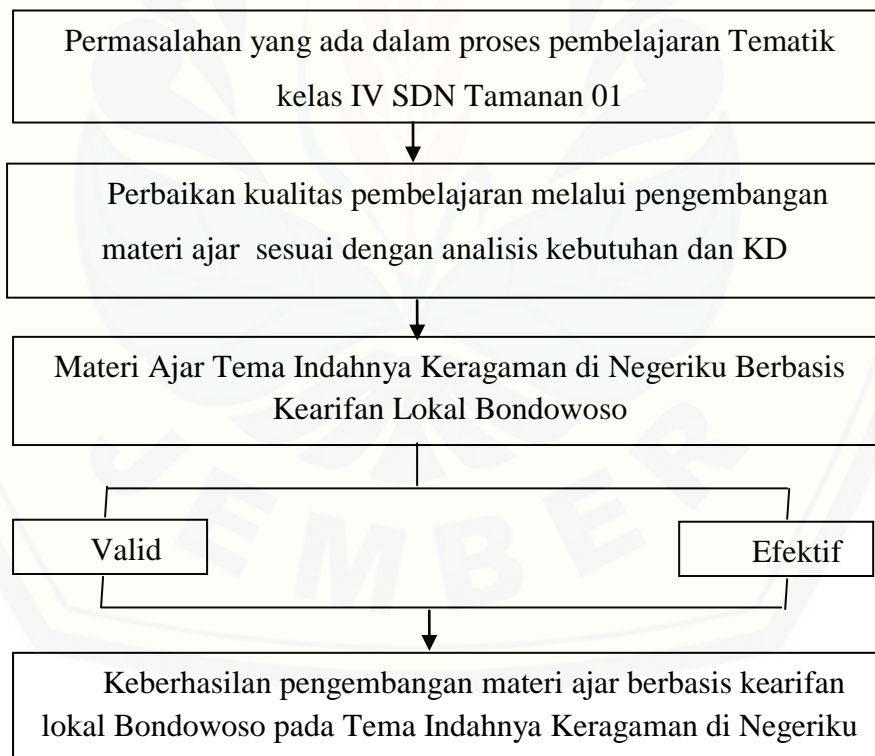 Permasalahan yang ada dalam proses pembelajaran Tematik
kelas IV SDN Tamanan 01
Perbaikan kualitas pembelajaran melalui pengembangan
materi ajar sesuai dengan analisis kebutuhan dan KD
Materi Ajar Tema Indahnya Keragaman di Negeriku Berbasis
Kearifan Lokal Bondowoso
JEMBER
Valid
Efektif
Keberhasilan pengembangan materi ajar berbasis kearifan
lokal Bondowoso pada Tema Indahnya Keragaman di Negeriku